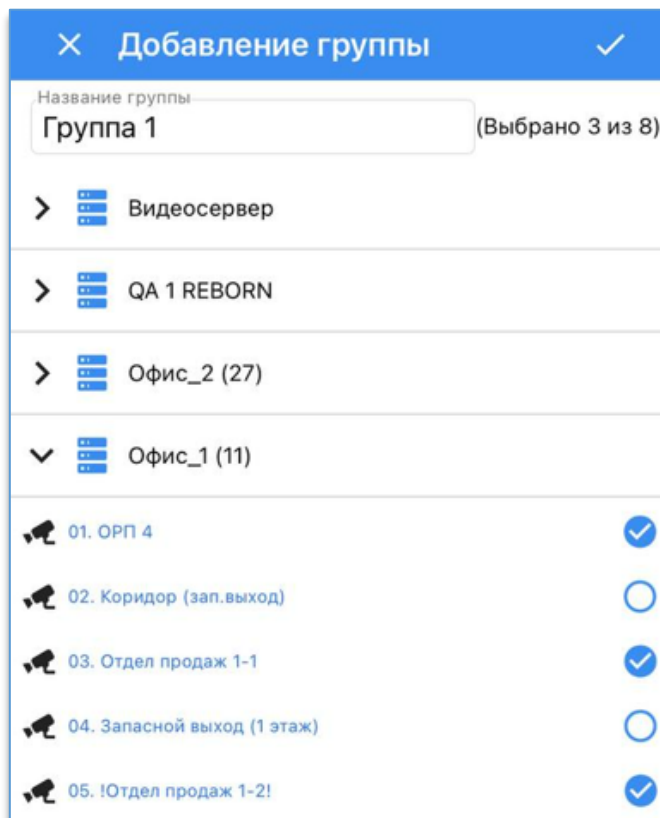 Добавление группы
Название группы
Группа 1
(Выбрано 3 из 8)
Видеосервер
QA 1 REBORN
Офис_2 (27)
Офис_1 (11)
01. ОРП 4
02. Коридор (зап.выход)
03. Отдел продаж 1-1
04. Запасной выход (1 этаж)
05. !Отдел продаж 1-2!